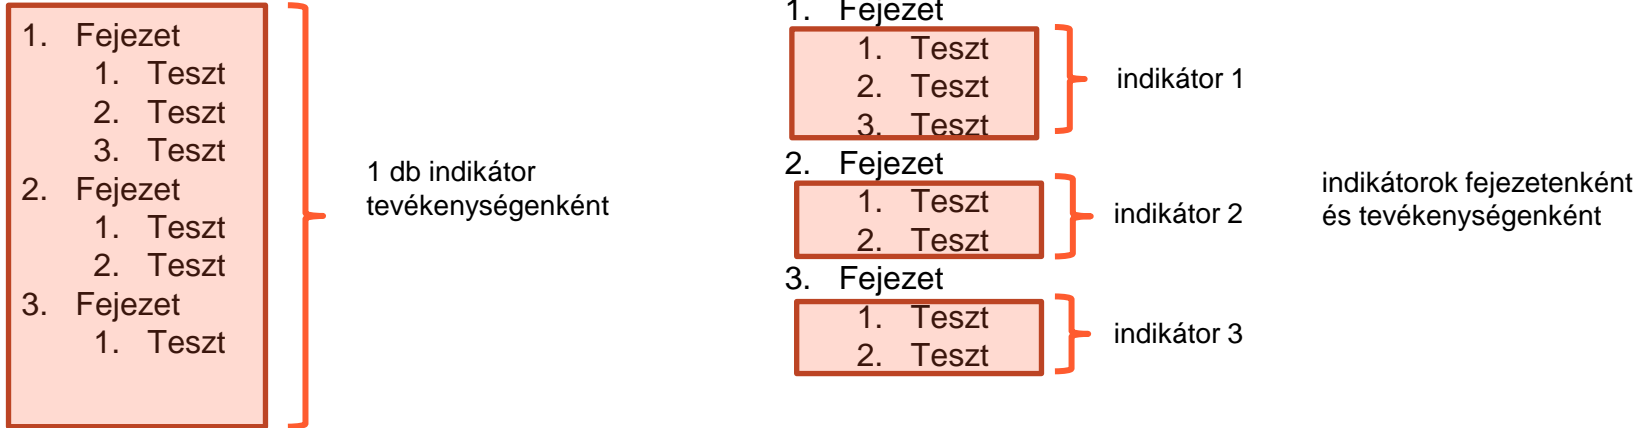 1. Fejezet
1. Teszt
2. Teszt
3. Teszt
2. Fejezet
1. Teszt
2. Teszt
3. Fejezet
1. Teszt
1 db indikátor
tevékenységenként
1. Fejezet
1. Teszt
2. Teszt
3. Teszt
indikátor 1
2. Fejezet
1. Teszt
2. Teszt
indikátor 2
3. Fejezet
1. Teszt
2. Teszt
indikátor 3
indikátorok fejezetenként
és tevékenységenként